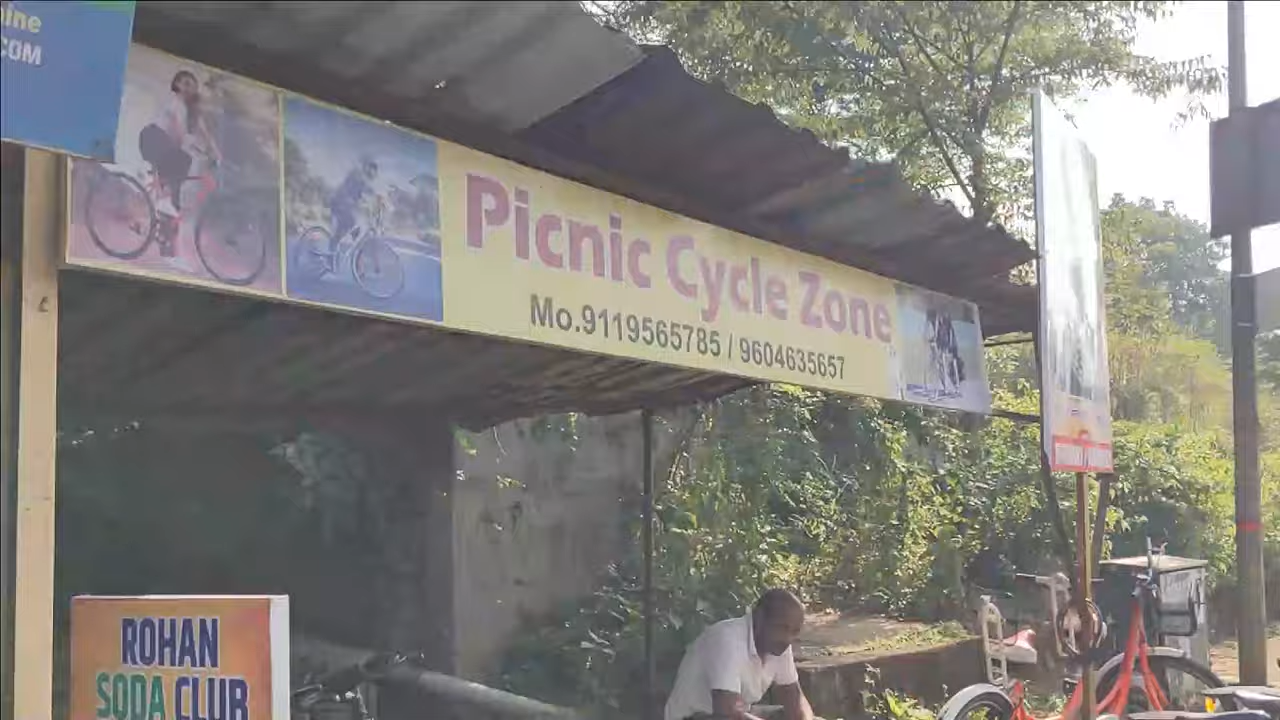 ine
COM
Picnic Cycle Zone
Mo.9119565785 / 9604635657
ROHAN
SODA CLUB